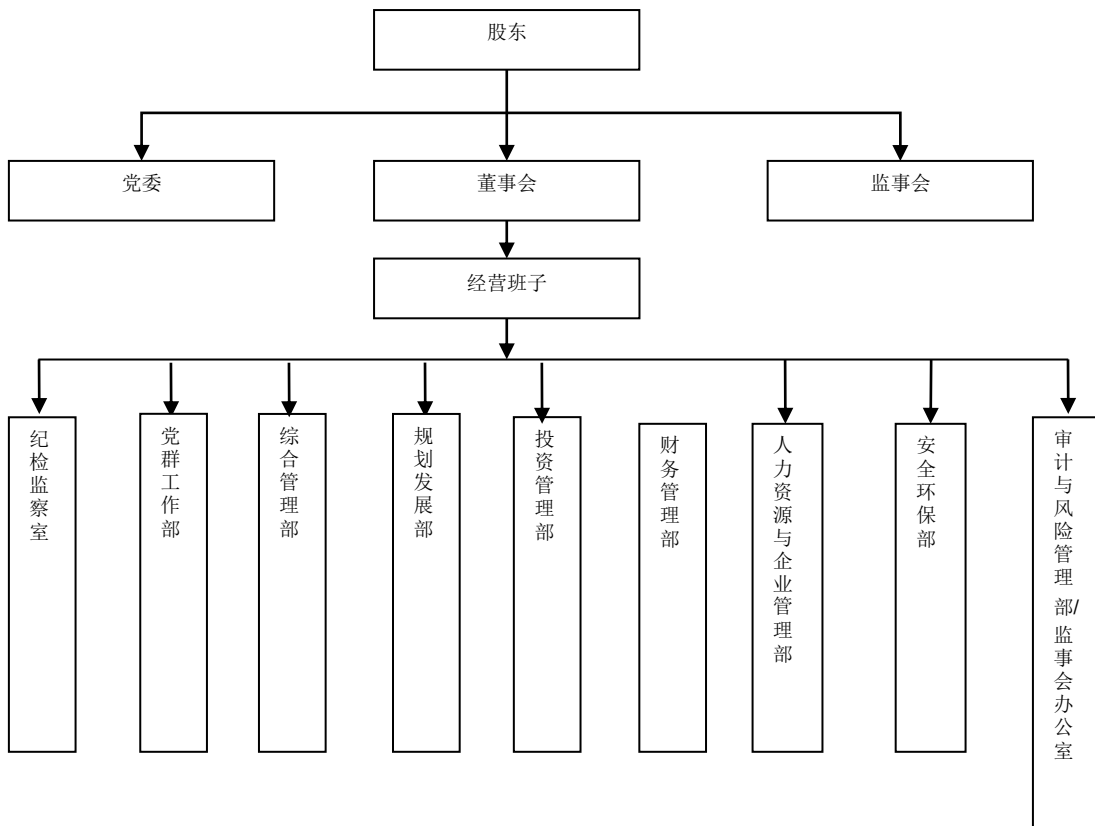 股东
党委
董事会
监事会
经营班子
纪检监察室
党群工作部
综合管理部
规划发展部
投资管理部
财务管理部
人力资源与企业管理部
安全环保部
审计与风险管理部/监事会办公室